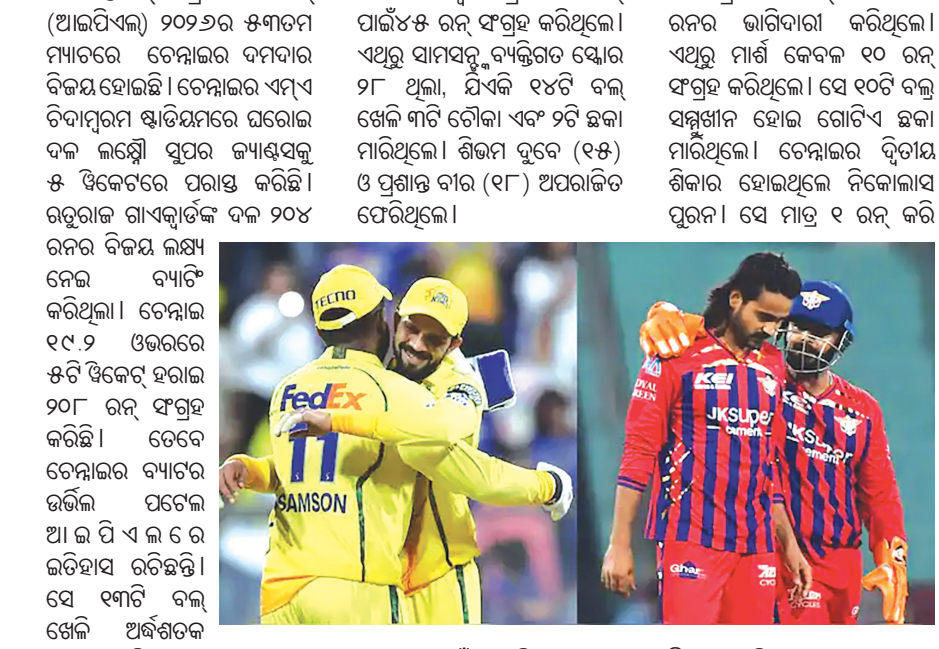 (ଆଇପିଏଲ୍) ୨୦୨୬ର ୫୩ତମ
ମ୍ୟାଚରେ ଚେନ୍ନାଇର ଦମଦାର
ବିଜୟ ହୋଇଛି । ଚେନ୍ନାଇର ଏମ୍ଏ
ଚିଦାମ୍ବରମ ଷ୍ଟାଡିୟମରେ ଘରୋଇ
ଦଳ ଲକ୍ଷ୍ନୌ ସୁପର ଜ୍ୟାଣ୍ଟସକୁ
୫ ୱିକେଟରେ ପରାସ୍ତ କରିଛି ।
ଋତୁରାଜ ଗାଏକ୍ୱାର୍ଡଙ୍କ ଦଳ ୨୦୪
ରନର ବିଜୟ ଲକ୍ଷ୍ୟ
ନେଇ ବ୍ୟାଟିଂ
କରିଥିଲା । ଚେନ୍ନାଇ
୧୯.୨ ଓଭରରେ
୫ଟି ୱିକେଟ୍ ହରାଇ
୨୦୮ ରନ୍ ସଂଗ୍ରହ
କରିଛି । ତେବେ
ଚେନ୍ନାଇର ବ୍ୟାଟର
ଉର୍ଭିଲ ପଟେଲ
ଆଇପିଏଲରେ
ଇତିହାସ ରଚିଛନ୍ତି ।
ସେ ୧୩ଟି ବଲ୍
ଖେଳି ଅର୍ଦ୍ଧଶତକ
ପାଇଁ ୪୫ ରନ୍ ସଂଗ୍ରହ କରିଥିଲେ ।
ଏଥିରୁ ସାମସନ୍ଙ୍କ ବ୍ୟକ୍ତିଗତ ସ୍କୋର
୨୮ ଥିଲା, ଯିଏକି ୧୪ଟି ବଲ୍
ଖେଳି ୩ଟି ଚୌକା ଏବଂ ୨ଟି ଛକା
ମାରିଥିଲେ । ଶିଭମ ଦୁବେ (୧୫)
ଓ ପ୍ରଶାନ୍ତ ବୀର (୧୮) ଅପରାଜିତ
ଫେରିଥିଲେ ।
ରନର ଭାଗିଦାରୀ କରିଥିଲେ ।
ଏଥିରୁ ମାର୍ଶ କେବଳ ୧୦ ରନ୍
ସଂଗ୍ରହ କରିଥିଲେ । ସେ ୧୦ଟି ବଲ୍ର
ସମ୍ମୁଖୀନ ହୋଇ ଗୋଟିଏ ଛକା
ମାରିଥିଲେ । ଚେନ୍ନାଇର ଦ୍ୱିତୀୟ
ଶିକାର ହୋଇଥିଲେ ନିକୋଲାସ
ପୁରନ । ସେ ମାତ୍ର ୧ ରନ୍ କରି
TECNO
FedEx
11
SAMSON
KEI
JKsuper
cement
JKSuper
cement
Ghar